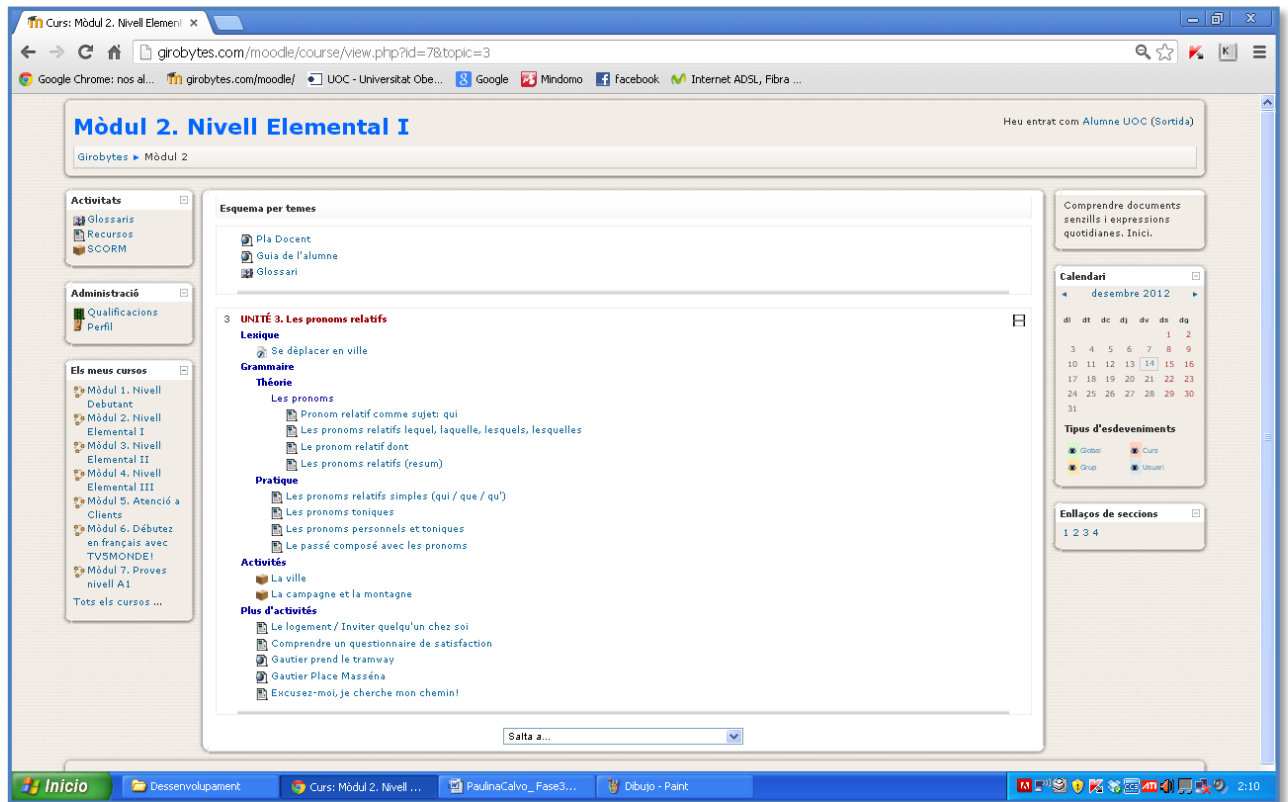 Curs: Mòdul 2. Nivell Element
girobytes.com/moodle/course/view.php?id=7&topic=3
Google Chrome: nos al...
girobytes.com/moodle/
UOC - Universitat Obe...
Google
Mindomo
facebook
Internet ADSL, Fibra ...
Mòdul 2. Nivell Elemental I
Heu entrat com Alumne UOC (Sortida)
Girobytes ► Mòdul 2
Activitats
Glossaris
Recursos
SCORM
Administració
Qualificacions
Perfil
Els meus cursos
Mòdul 1. Nivell
Debutant
Mòdul 2. Nivell
Elemental I
Mòdul 3. Nivell
Elemental II
Mòdul 4. Nivell
Elemental III
Mòdul 5. Atenció a
Clients
Mòdul 6. Débutez
en français avec
TV5MONDE!
Mòdul 7. Proves
nivell A1
Tots els cursos ...
Esquema per temes
Pla Docent
Guia de l'alumne
Glossari
3 UNITÉ 3. Les pronoms relatifs
Lexique
Se dèplacer en ville
Grammaire
Théorie
Les pronoms
Pronom relatif comme sujet: qui
Les pronoms relatifs lequel, laquelle, lesquels, lesquelles
Le pronom relatif dont
Les pronoms relatifs (resum)
Pratique
Les pronoms relatifs simples (qui / que / qu')
Les pronoms toniques
Les pronoms personnels et toniques
Le passé composé avec les pronoms
Activités
La ville
La campagne et la montagne
Plus d'activités
Le logement / Inviter quelqu'un chez soi
Comprendre un questionnaire de satisfaction
Gautier prend le tramway
Gautier Place Masséna
Excusez-moi, je cherche mon chemin!
Salta a...
Comprendre documents
senzills i expressions
quotidianes. Inici.
Calendari
◄ desembre 2012 ►
dl dt dc dj dv ds dg
1 2
3 4 5 6 7 8 9
10 11 12 13 14 15 16
17 18 19 20 21 22 23
24 25 26 27 28 29 30
31
Tipus d'esdeveniments
Global Curs
Grup Usuari
Enllaços de seccions
1 2 3 4
Inicio
Dessenvolupament
Curs: Mòdul 2. Nivell ...
PaulinaCalvo_ Fase3...
Dibujo - Paint
2:10